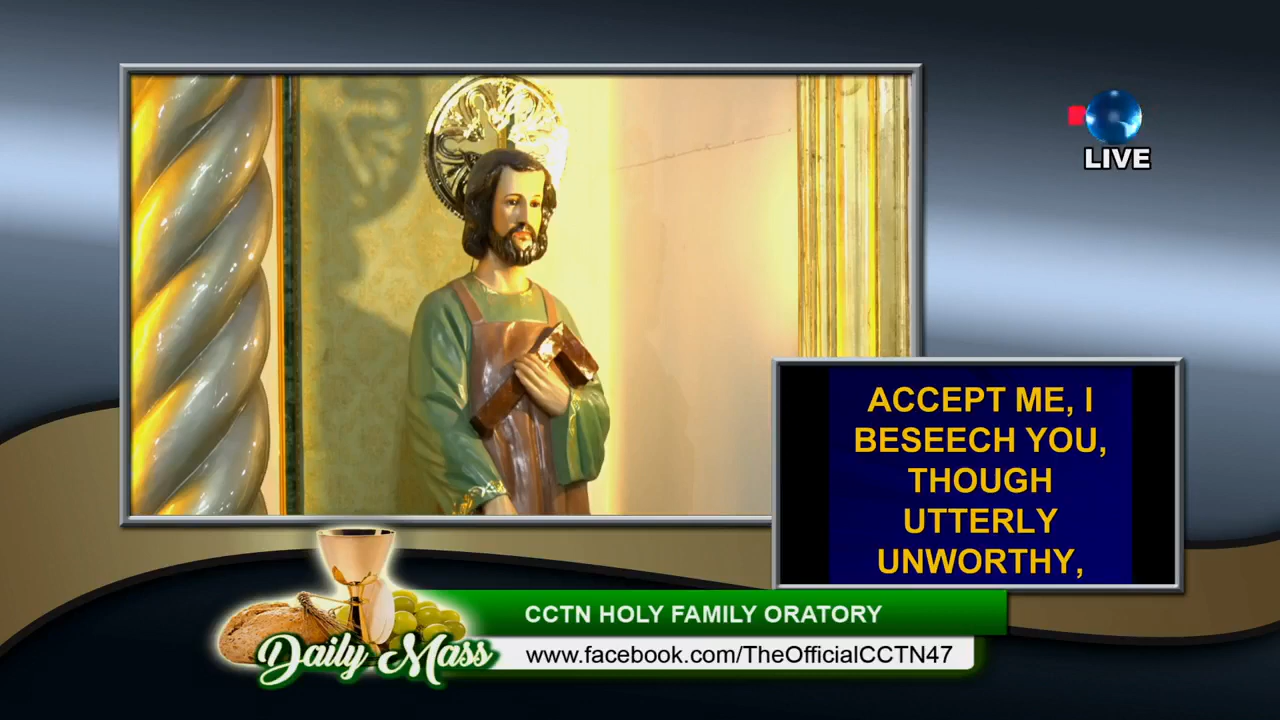 LIVE
ACCEPT ME, I
BESEECH YOU,
THOUGH
UTTERLY
UNWORTHY,
CCTN HOLY FAMILY ORATORY
Daily Mass
www.facebook.com/TheOfficialCCTN47